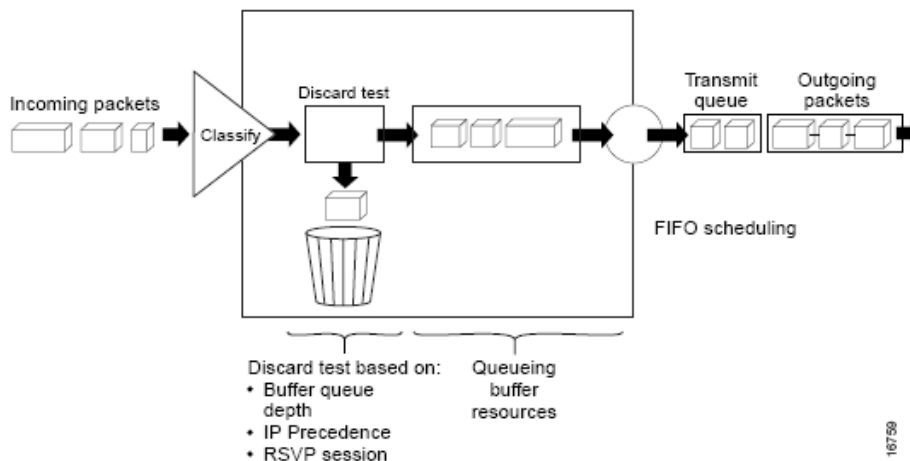 Incoming packets
Classify
Discard test
Transmit
queue
Outgoing
packets
FIFO scheduling
Discard test based on:
• Buffer queue
depth
• IP Precedence
• RSVP session
Queueing
buffer
resources
16759